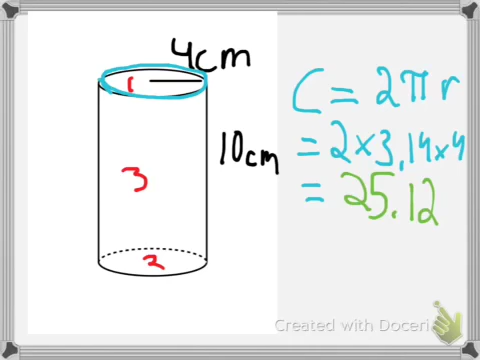 4cm
1
10cm
3
2
C = 2πr
= 2×3.14×4
= 25.12
Created with Doceri